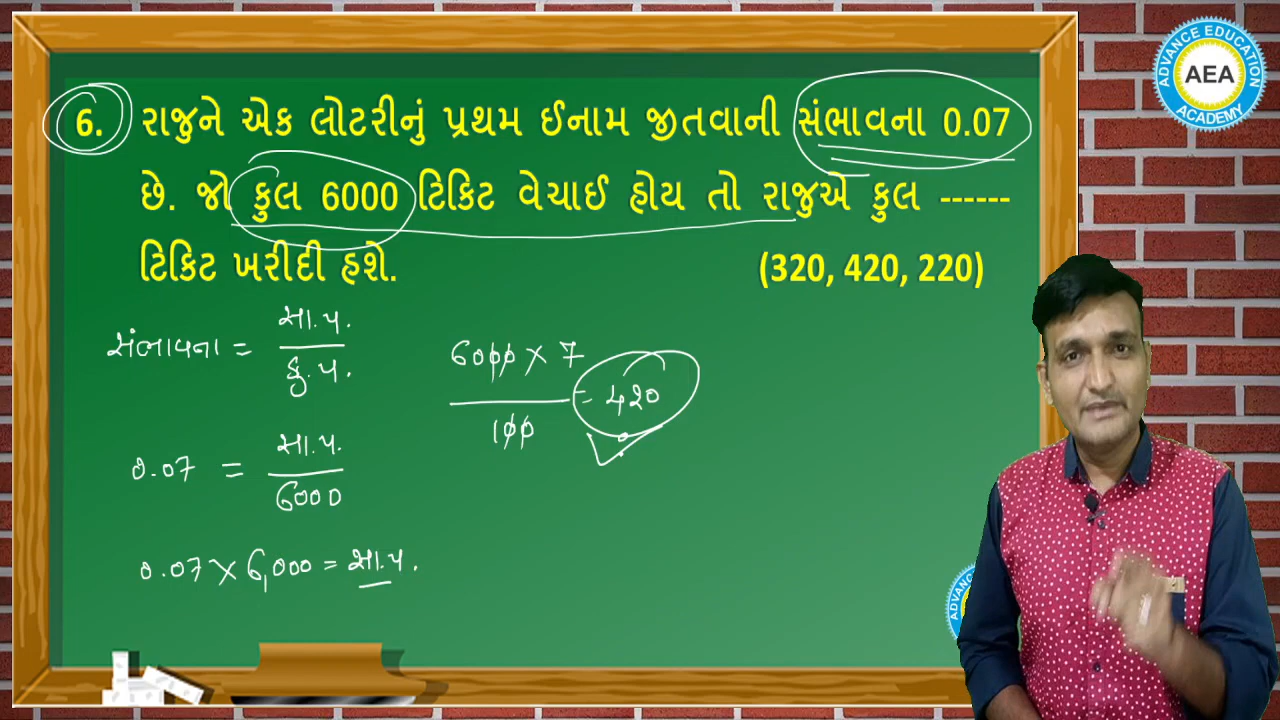 6. રાજુને એક લોટરીનું પ્રથમ ઈનામ જીતવાની સંભાવના 0.07
છે. જો કુલ 6000 ટિકિટ વેચાઈ હોય તો રાજુએ કુલ ------
ટિકિટ ખરીદી હશે. (320, 420, 220)
સંભાવના = સા.પ.
કુ.પ.
0.07 = સા.પ.
6000
0.07 × 6,000 = સા.પ.
6000 × 7
100
= 420
ADVANCE EDUCATION
AEA
ACADEMY